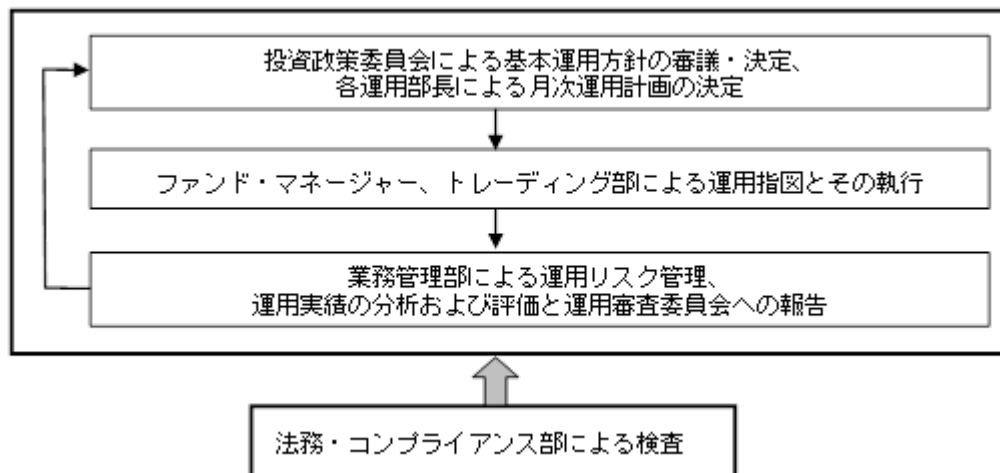 投資政策委員会による基本運用方針の審議・決定、
各運用部長による月次運用計画の決定
ファンド・マネージャー、トレーディング部による運用指図とその執行
業務管理部による運用リスク管理、
運用実績の分析および評価と運用審査委員会への報告
法務・コンプライアンス部による検査